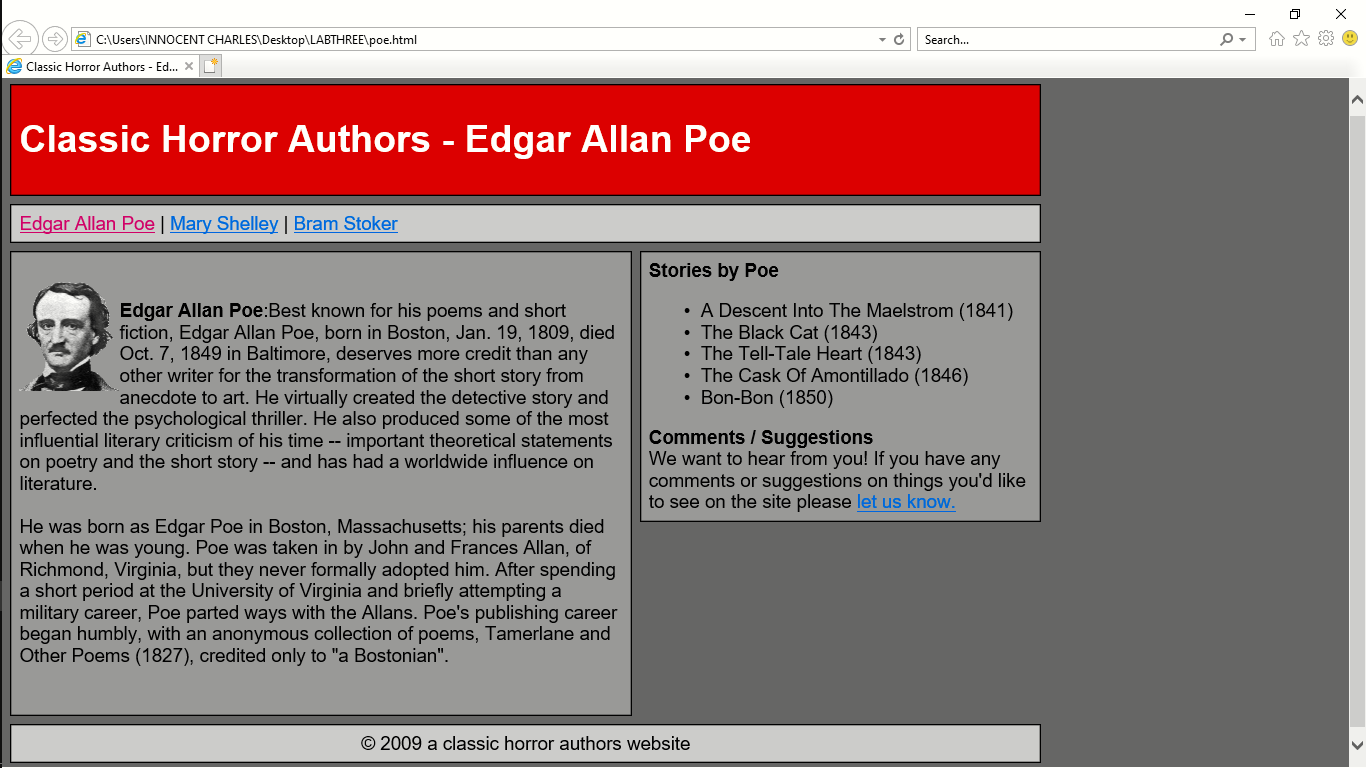 C:\Users\INNOCENT CHARLES\Desktop\LABTHREE\poe.html
Search...
Classic Horror Authors - Ed...
Classic Horror Authors - Edgar Allan Poe
Edgar Allan Poe | Mary Shelley | Bram Stoker
Edgar Allan Poe:Best known for his poems and short
fiction, Edgar Allan Poe, born in Boston, Jan. 19, 1809, died
Oct. 7, 1849 in Baltimore, deserves more credit than any
other writer for the transformation of the short story from
anecdote to art. He virtually created the detective story and
perfected the psychological thriller. He also produced some of the most
influential literary criticism of his time -- important theoretical statements
on poetry and the short story -- and has had a worldwide influence on
literature.
He was born as Edgar Poe in Boston, Massachusetts; his parents died
when he was young. Poe was taken in by John and Frances Allan, of
Richmond, Virginia, but they never formally adopted him. After spending
a short period at the University of Virginia and briefly attempting a
military career, Poe parted ways with the Allans. Poe's publishing career
began humbly, with an anonymous collection of poems, Tamerlane and
Other Poems (1827), credited only to "a Bostonian".
Stories by Poe
• A Descent Into The Maelstrom (1841)
• The Black Cat (1843)
• The Tell-Tale Heart (1843)
• The Cask Of Amontillado (1846)
• Bon-Bon (1850)
Comments / Suggestions
We want to hear from you! If you have any
comments or suggestions on things you'd like
to see on the site please let us know.
© 2009 a classic horror authors website